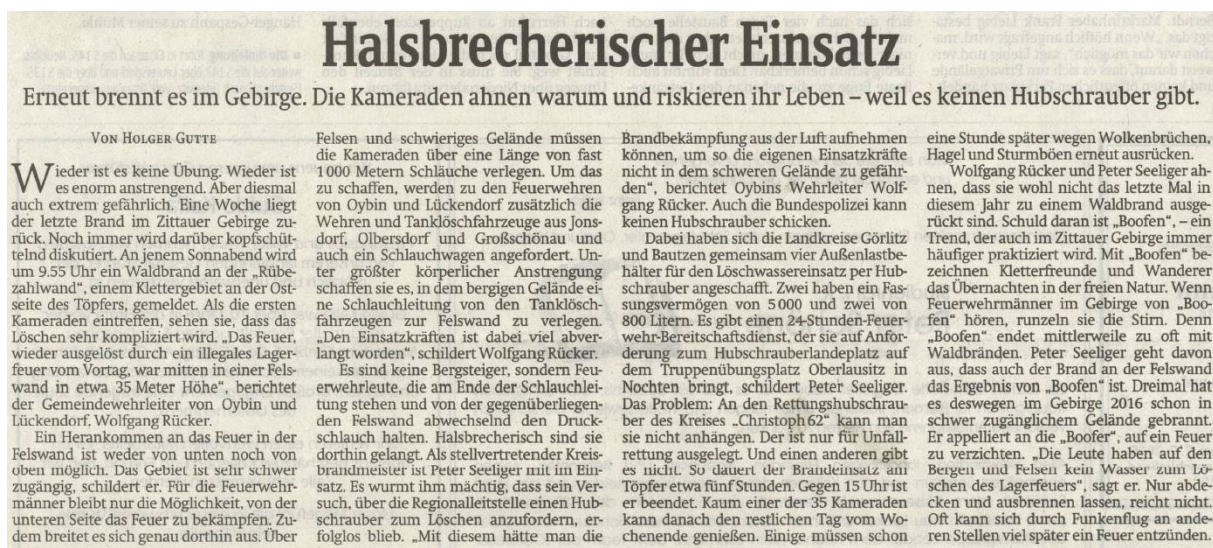 Halsbrecherischer Einsatz
Erneut brennt es im Gebirge. Die Kameraden ahnen warum und riskieren ihr Leben – weil es keinen Hubschrauber gibt.
VON HOLGER GUTTE
Wieder ist es keine Übung. Wieder ist
es enorm anstrengend. Aber diesmal
auch extrem gefährlich. Eine Woche liegt
der letzte Brand im Zittauer Gebirge zu-
rück. Noch immer wird darüber kopfschüt-
telnd diskutiert. An jenem Sonnabend wird
um 9.55 Uhr ein Waldbrand an der „Rübe-
zahlwand“, einem Klettergebiet an der Ost-
seite des Töpfers, gemeldet. Als die ersten
Kameraden eintreffen, sehen sie, dass das
Löschen sehr kompliziert wird. „Das Feuer,
wieder ausgelöst durch ein illegales Lager-
feuer vom Vortag, war mitten in einer Fels-
wand in etwa 35 Meter Höhe“, berichtet
der Gemeindewehrleiter von Oybin und
Lückendorf, Wolfgang Rücker.
Ein Herankommen an das Feuer in der
Felswand ist weder von unten noch von
oben möglich. Das Gebiet ist sehr schwer
zugängig, schildert er. Für die Feuerwehr-
männer bleibt nur die Möglichkeit, von der
unteren Seite das Feuer zu bekämpfen. Zu-
dem breitet es sich genau dorthin aus. Über
Felsen und schwieriges Gelände müssen
die Kameraden über eine Länge von fast
1000 Metern Schläuche verlegen. Um das
zu schaffen, werden zu den Feuerwehren
von Oybin und Lückendorf zusätzlich die
Wehren und Tanklöschfahrzeuge aus Jons-
dorf, Olbersdorf und Großschönau und
auch ein Schlauchwagen angefordert. Un-
ter größter körperlicher Anstrengung
schaffen sie es, in dem bergigen Gelände ei-
ne Schlauchleitung von den Tanklösch-
fahrzeugen zur Felswand zu verlegen.
„Den Einsatzkräften ist dabei viel abver-
langt worden“, schildert Wolfgang Rücker.
Es sind keine Bergsteiger, sondern Feu-
erwehrleute, die am Ende der Schlauchlei-
tung stehen und von der gegenüberliegen-
den Felswand abwechselnd den Druck-
schlauch halten. Halsbrecherisch sind sie
dorthin gelangt. Als stellvertretender Kreis-
brandmeister ist Peter Seeliger mit im Ein-
satz. Es wurmt ihm mächtig, dass sein Ver-
such, über die Regionalleitstelle einen Hub-
schrauber zum Löschen anzufordern, er-
folglos blieb. „Mit diesem hätte man die
Brandbekämpfung aus der Luft aufnehmen
können, um so die eigenen Einsatzkräfte
nicht in dem schweren Gelände zu gefähr-
den“, berichtet Oybins Wehrleiter Wolf-
gang Rücker. Auch die Bundespolizei kann
keinen Hubschrauber schicken.
Dabei haben sich die Landkreise Görlitz
und Bautzen gemeinsam vier Außenlastbe-
hälter für den Löschwassereinsatz per Hub-
schrauber angeschafft. Zwei haben ein Fas-
sungsvermögen von 5000 und zwei von
800 Litern. Es gibt einen 24-Stunden-Feuer-
wehr-Bereitschaftsdienst, der sie auf Anfor-
derung zum Hubschrauberlandeplatz auf
dem Truppenübungsplatz Oberlausitz in
Nochten bringt, schildert Peter Seeliger.
Das Problem: An den Rettungshubschrau-
ber des Kreises „Christoph 62“ kann man
sie nicht anhängen. Der ist nur für Unfall-
rettung ausgelegt. Und einen anderen gibt
es nicht. So dauert der Brandeinsatz am
Töpfer etwa fünf Stunden. Gegen 15 Uhr ist
er beendet. Kaum einer der 35 Kameraden
kann danach den restlichen Tag vom Wo-
chenende genießen. Einige müssen schon
eine Stunde später wegen Wolkenbrüchen,
Hagel und Sturmböen erneut ausrücken.
Wolfgang Rücker und Peter Seeliger ah-
nen, dass sie wohl nicht das letzte Mal in
diesem Jahr zu einem Waldbrand ausge-
rückt sind. Schuld daran ist „Boofen“, – ein
Trend, der auch im Zittauer Gebirge immer
häufiger praktiziert wird. Mit „Boofen“ be-
zeichnen Kletterfreunde und Wanderer
das Übernachten in der freien Natur. Wenn
Feuerwehrmänner im Gebirge von „Boo-
fen“ hören, runzeln sie die Stirn. Denn
„Boofen“ endet mittlerweile zu oft mit
Waldbränden. Peter Seeliger geht davon
aus, dass auch der Brand an der Felswand
das Ergebnis von „Boofen“ ist. Dreimal hat
es deswegen im Gebirge 2016 schon in
schwer zugänglichem Gelände gebrannt.
Er appelliert an die „Boofer“, auf ein Feuer
zu verzichten. „Die Leute haben auf den
Bergen und Felsen kein Wasser zum Lö-
schen des Lagerfeuers“, sagt er. Nur abde-
cken und ausbrennen lassen, reicht nicht.
Oft kann sich durch Funkenflug an ande-
ren Stellen viel später ein Feuer entzünden.